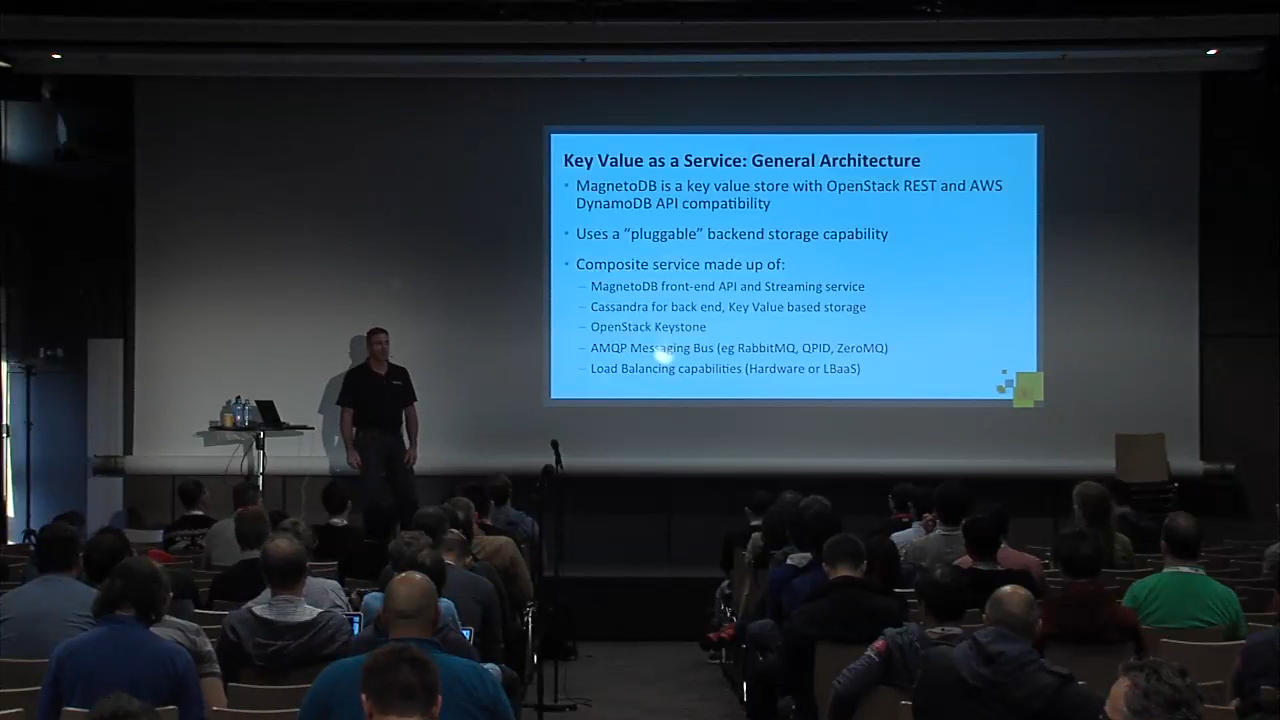 Key Value as a Service: General Architecture
• MagnetoDB is a key value store with OpenStack REST and AWS
DynamoDB API compatibility
• Uses a “pluggable” backend storage capability
• Composite service made up of:
– MagnetoDB front-end API and Streaming service
– Cassandra for back end, Key Value based storage
– OpenStack Keystone
– AMQP Messaging Bus (eg RabbitMQ, QPID, ZeroMQ)
– Load Balancing capabilities (Hardware or LBaaS)